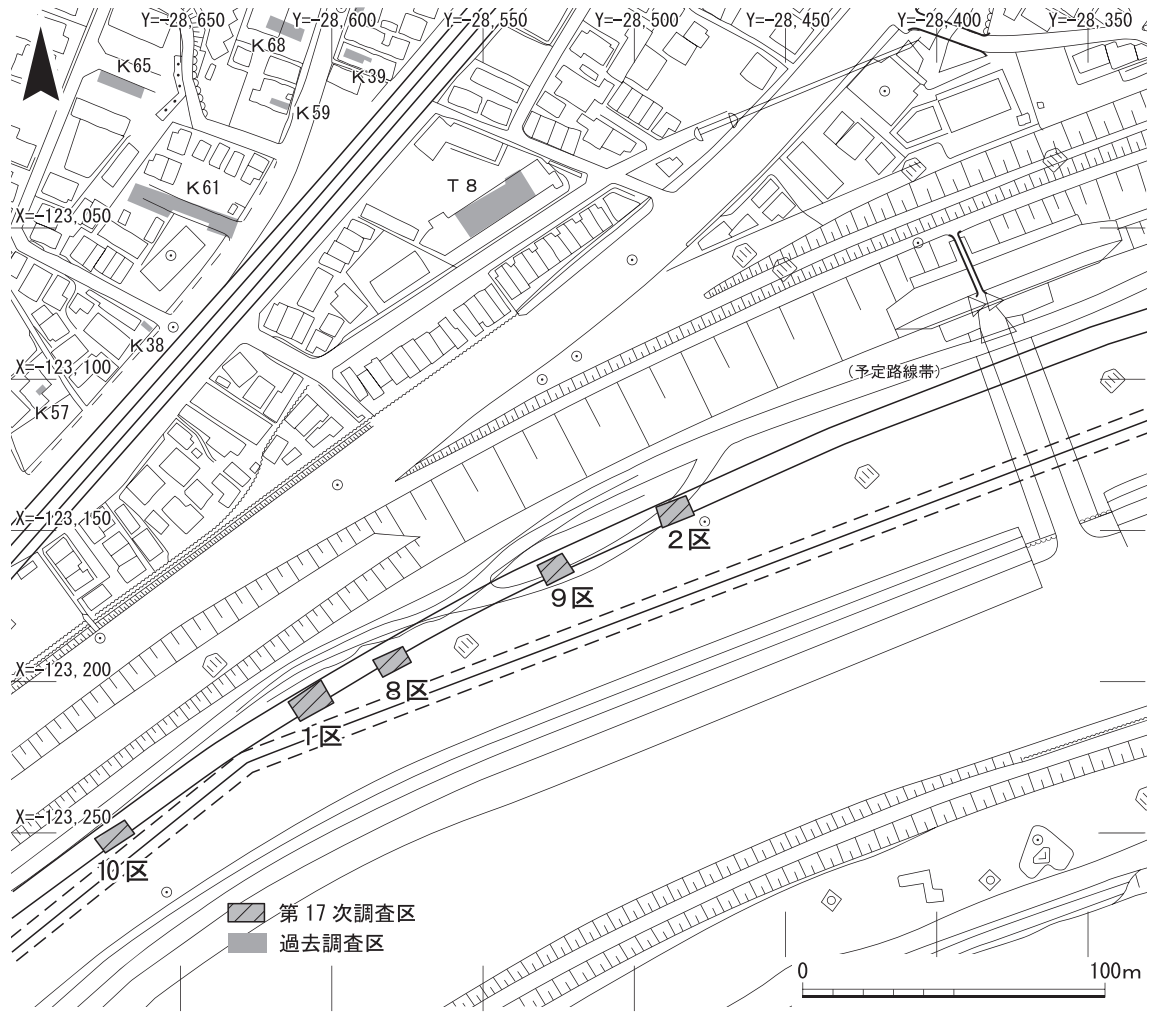 Y=-28,650
Y=-28,600
Y=-28,550
Y=-28,500
Y=-28,450
Y=-28,400
Y=-28,350
K68
K65
K39
K59
K61
T8
X=-123,050
K38
X=-123,100
(予定路線帯)
K57
X=-123,150
2区
9区
X=-123,200
8区
1区
X=-123,250
10区
第17次調査区
過去調査区
0 100m